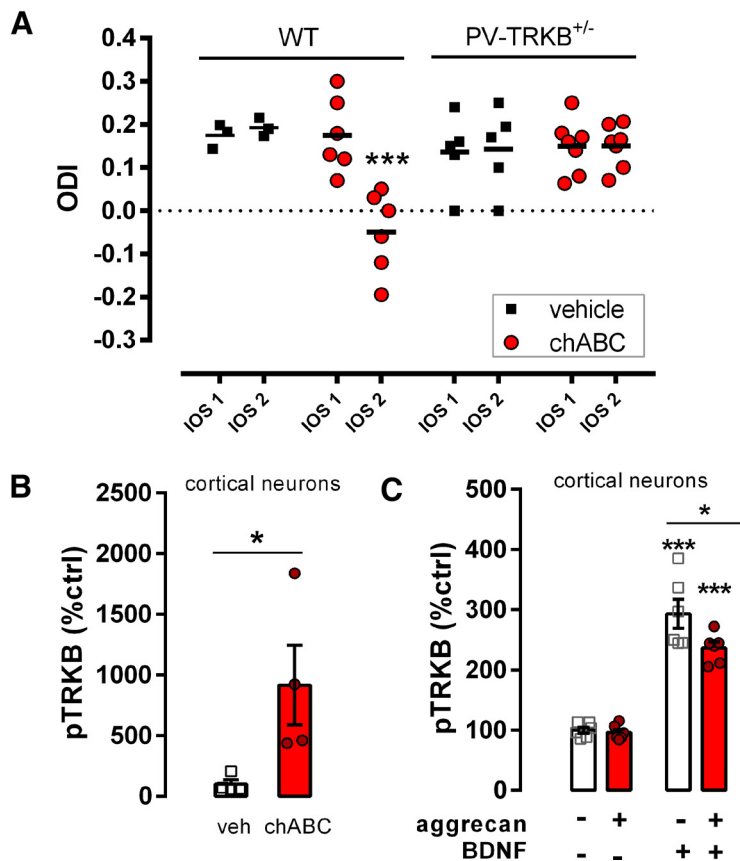 A
WT
PV-TRKB+/-
ODI
0.4
0.3
0.2
0.1
0.0
-0.1
-0.2
-0.3
***
vehicle
chABC
IOS 1
IOS 2
IOS 1
IOS 2
IOS 1
IOS 2
IOS 1
IOS 2
B
cortical neurons
pTRKB (%ctrl)
2500
2000
1500
1000
500
0
*
veh
chABC
C
cortical neurons
pTRKB (%ctrl)
500
400
300
200
100
0
*
***
***
aggrecan - + - +
BDNF - - + +